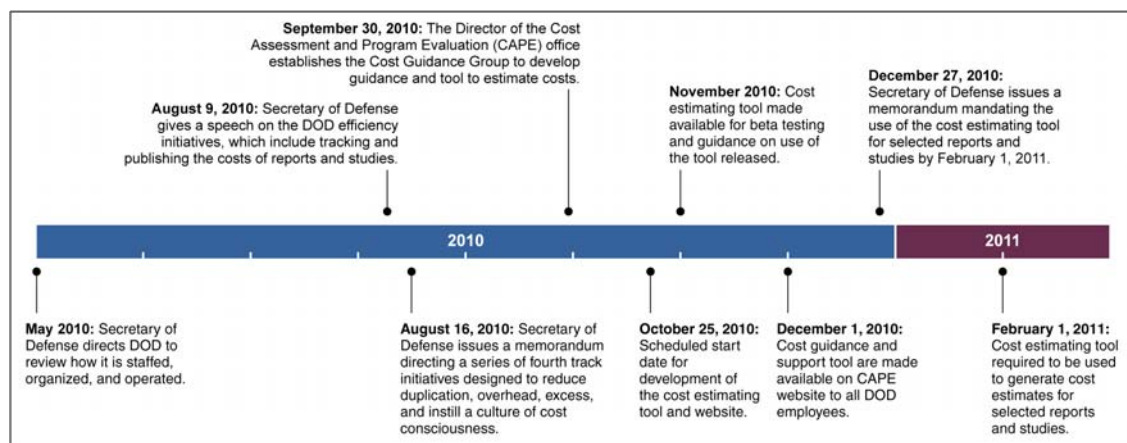 September 30, 2010: The Director of the Cost
Assessment and Program Evaluation (CAPE) office
establishes the Cost Guidance Group to develop
guidance and tool to estimate costs.
August 9, 2010: Secretary of Defense
gives a speech on the DOD efficiency
initiatives, which include tracking and
publishing the costs of reports and studies.
November 2010: Cost
estimating tool made
available for beta testing
and guidance on use of
the tool released.
December 27, 2010:
Secretary of Defense issues a
memorandum mandating the
use of the cost estimating tool
for selected reports and
studies by February 1, 2011.
2010
2011
May 2010: Secretary of
Defense directs DOD to
review how it is staffed,
organized, and operated.
August 16, 2010: Secretary of
Defense issues a memorandum
directing a series of fourth track
initiatives designed to reduce
duplication, overhead, excess,
and instill a culture of cost
consciousness.
October 25, 2010:
Scheduled start
date for
development of
the cost estimating
tool and website.
December 1, 2010:
Cost guidance and
support tool are made
available on CAPE
website to all DOD
employees.
February 1, 2011:
Cost estimating tool
required to be used
to generate cost
estimates for
selected reports
and studies.